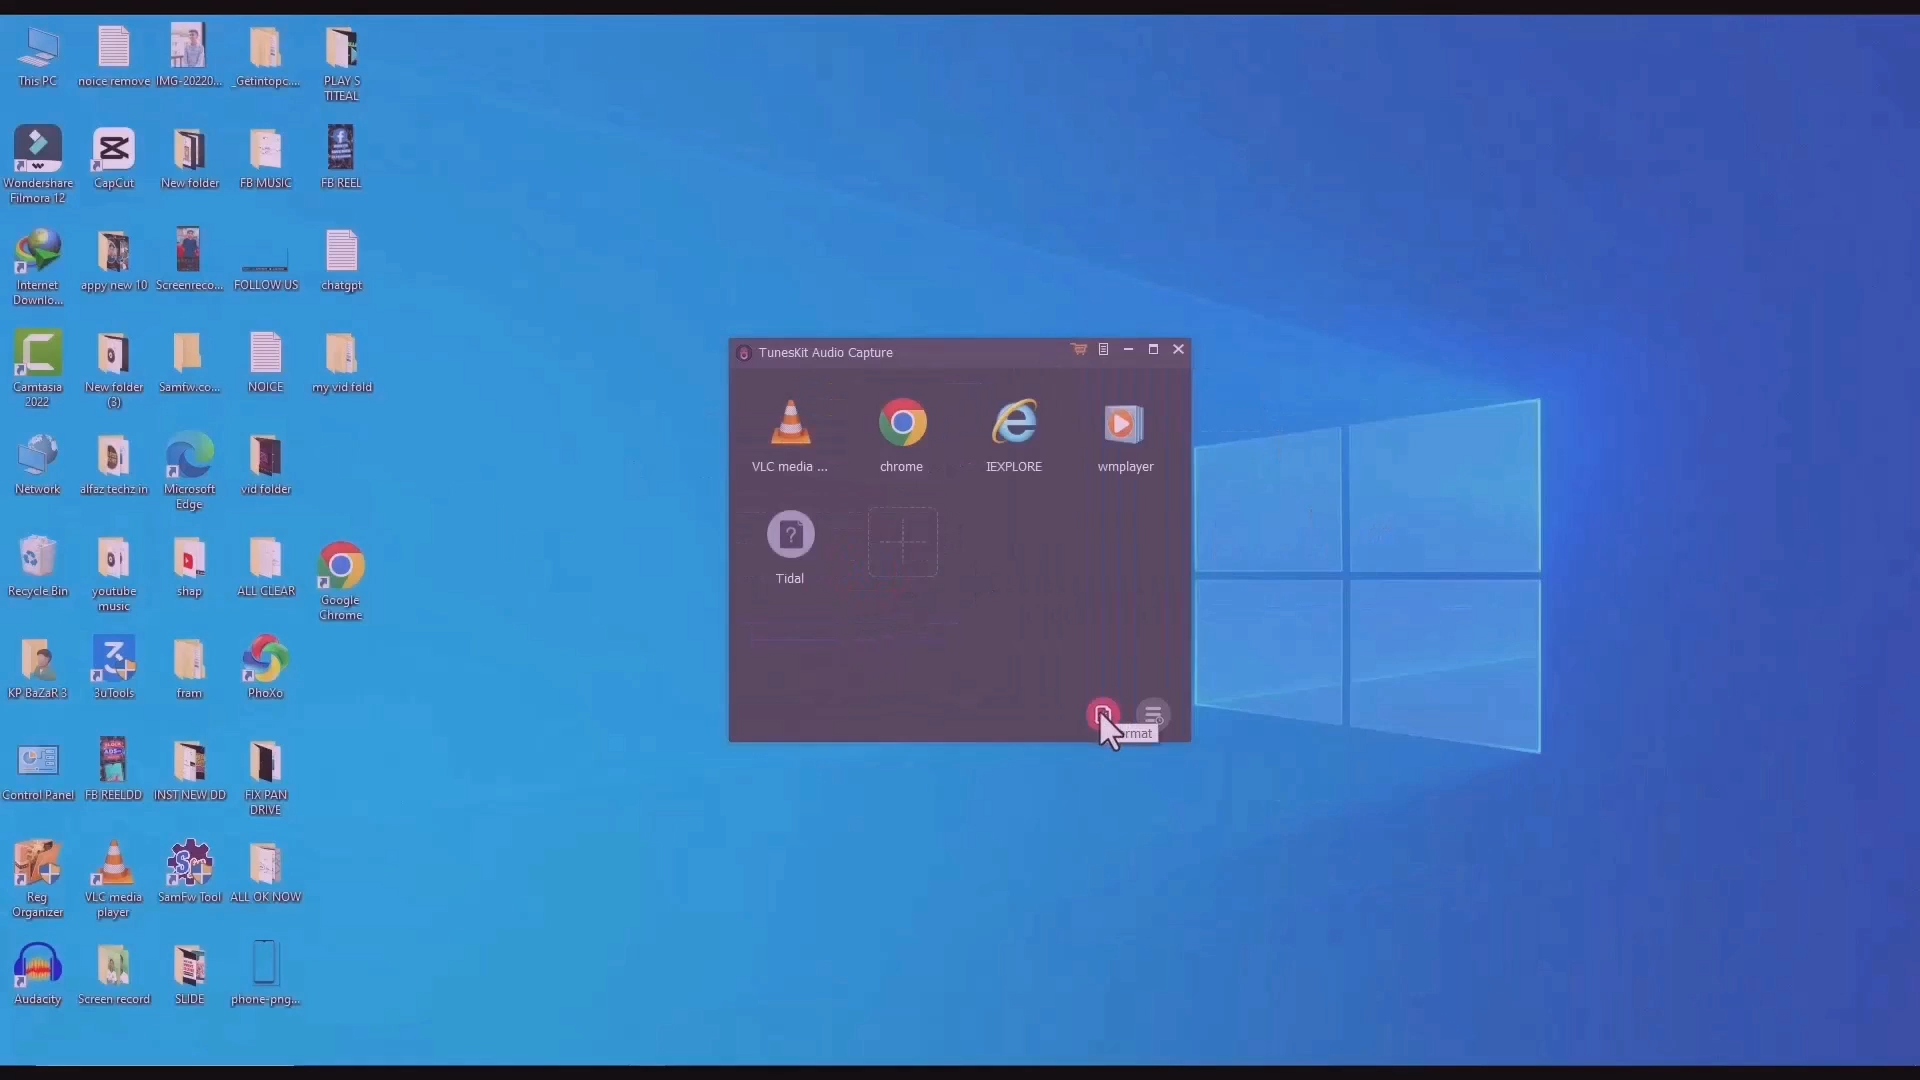 This PC
noice remove
IMG-20220...
_Getintopc....
PLAY S
TITEAL
Wondershare
Filmora 12
CapCut
New folder
FB MUSIC
FB REEL
Internet
Downlo...
appy new 10
Screenreco...
FOLLOW US
chatgpt
Camtasia
2022
New folder
(3)
Samfw.co...
NOICE
my vid fold
Network
alfaz techz in
Microsoft
Edge
vid folder
Recycle Bin
youtube
music
shap
ALL CLEAR
Google
Chrome
KP BaZaR 3
3uTools
fram
PhoXo
Control Panel
FB REELDD
INST NEW DD
FIX PAN
DRIVE
Reg
Organizer
VLC media
player
SamFw Tool
ALL OK NOW
Audacity
Screen record
SLIDE
phone-png...
TunesKit Audio Capture
VLC media ...
chrome
IEXPLORE
wmplayer
Tidal
rmat